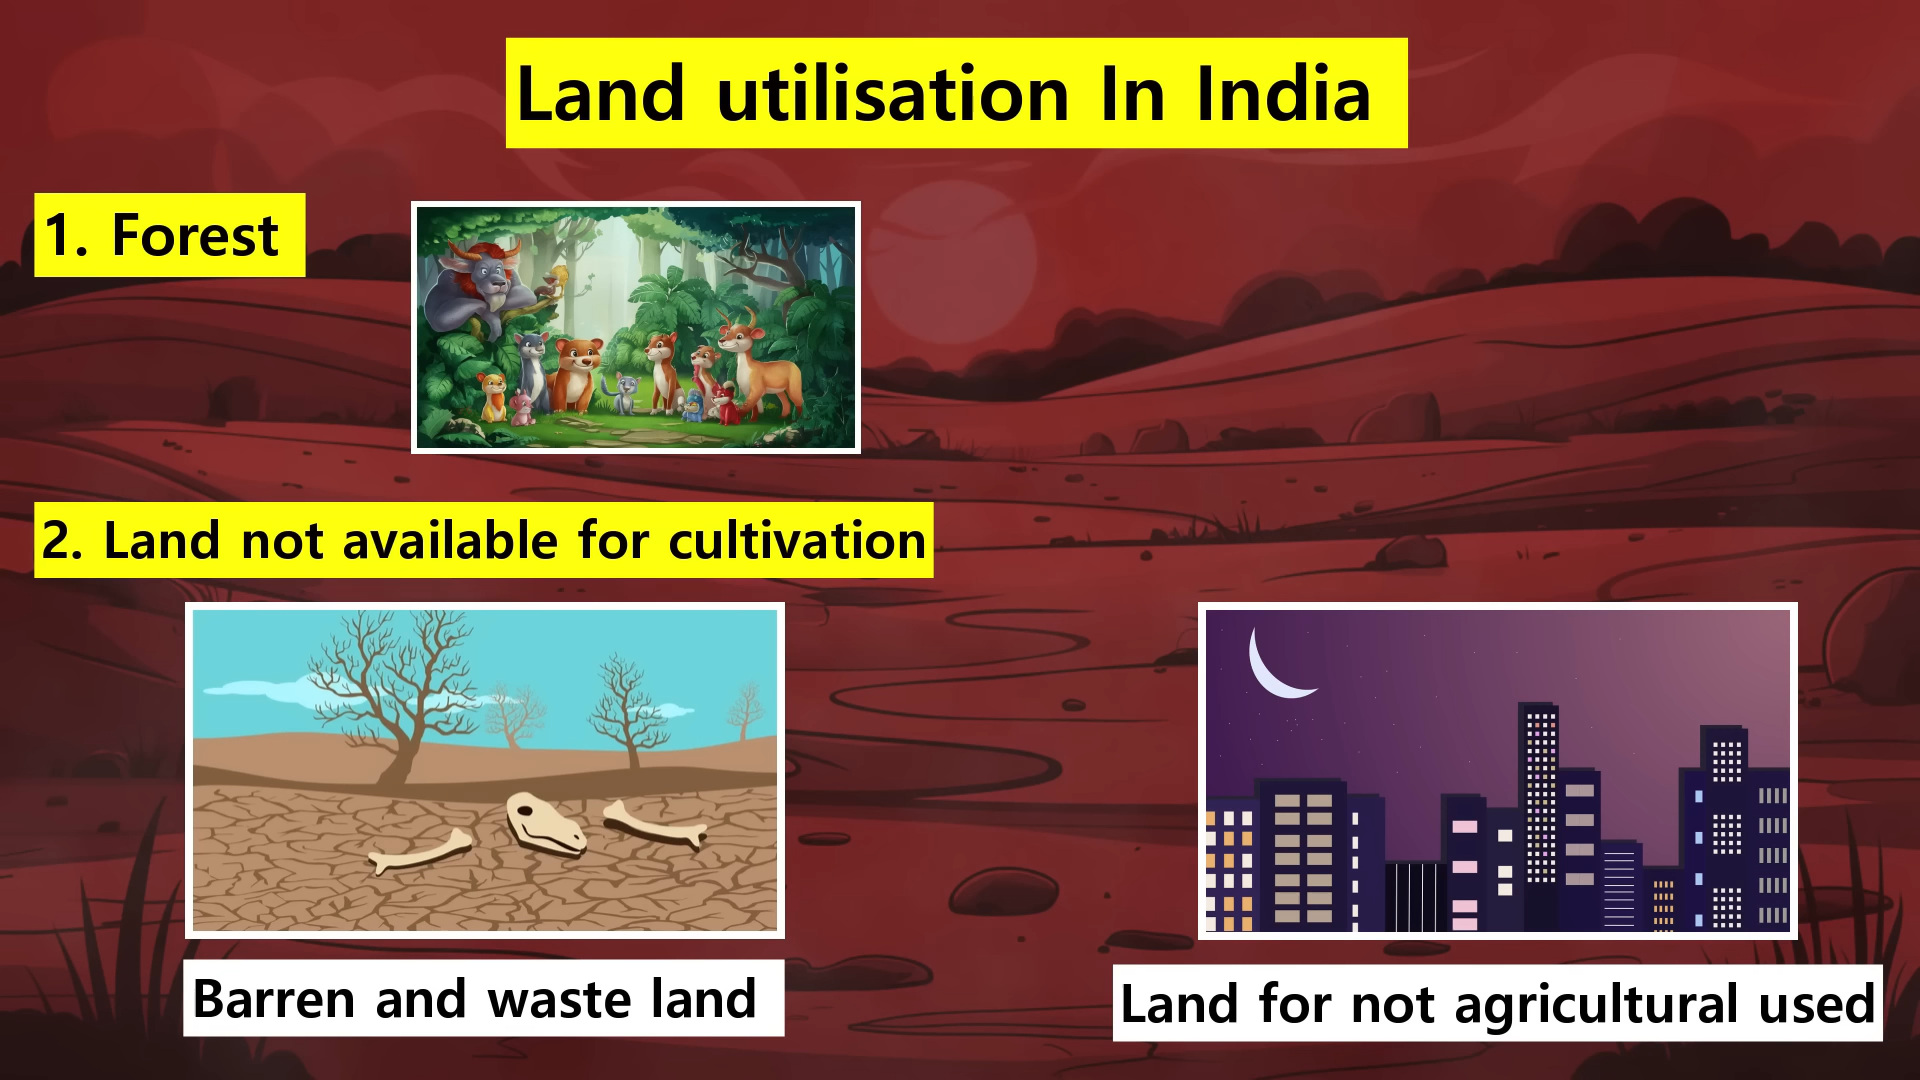 Land utilisation In India
1. Forest
2. Land not available for cultivation
Barren and waste land
Land for not agricultural used